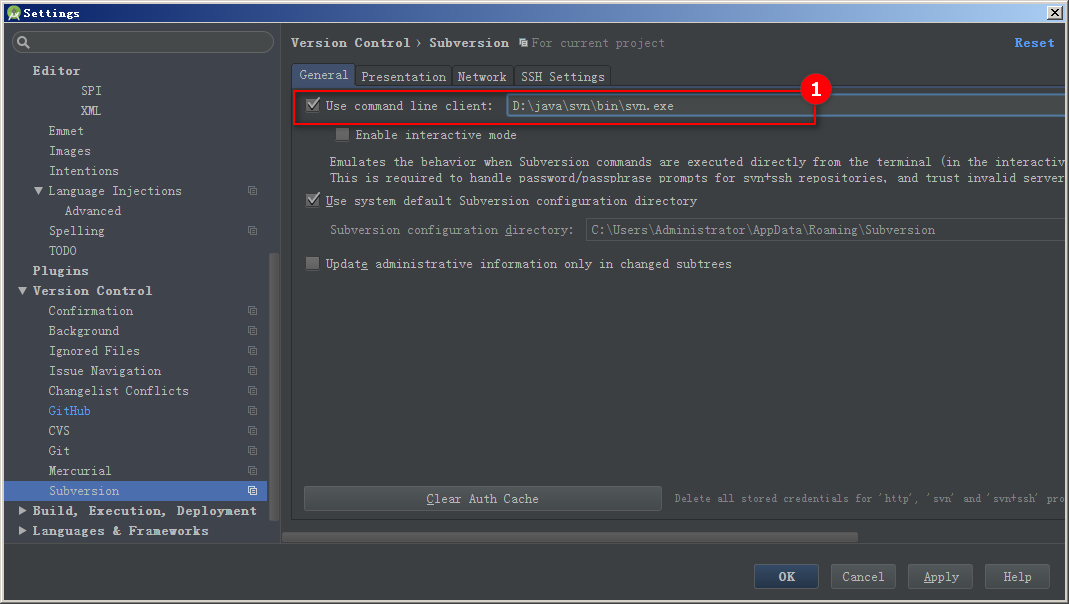 Settings
Editor
SPI
XML
Emmet
Images
Intentions
Language Injections
Advanced
Spelling
TODO
Plugins
Version Control
Confirmation
Background
Ignored Files
Issue Navigation
Changelist Conflicts
GitHub
CVS
Git
Mercurial
Subversion
Build, Execution, Deployment
Languages & Frameworks
Version Control › Subversion For current project Reset
General Presentation Network SSH Settings
1
Use command line client: D:\java\svn\bin\svn.exe
Enable interactive mode
Emulates the behavior when Subversion commands are executed directly from the terminal (in the interactive
This is required to handle password/passphrase prompts for svn+ssh repositories, and trust invalid server
Use system default Subversion configuration directory
Subversion configuration directory: C:\Users\Administrator\AppData\Roaming\Subversion
Update administrative information only in changed subtrees
Clear Auth Cache Delete all stored credentials for 'http', 'svn' and 'svn+ssh' pro
OK Cancel Apply Help